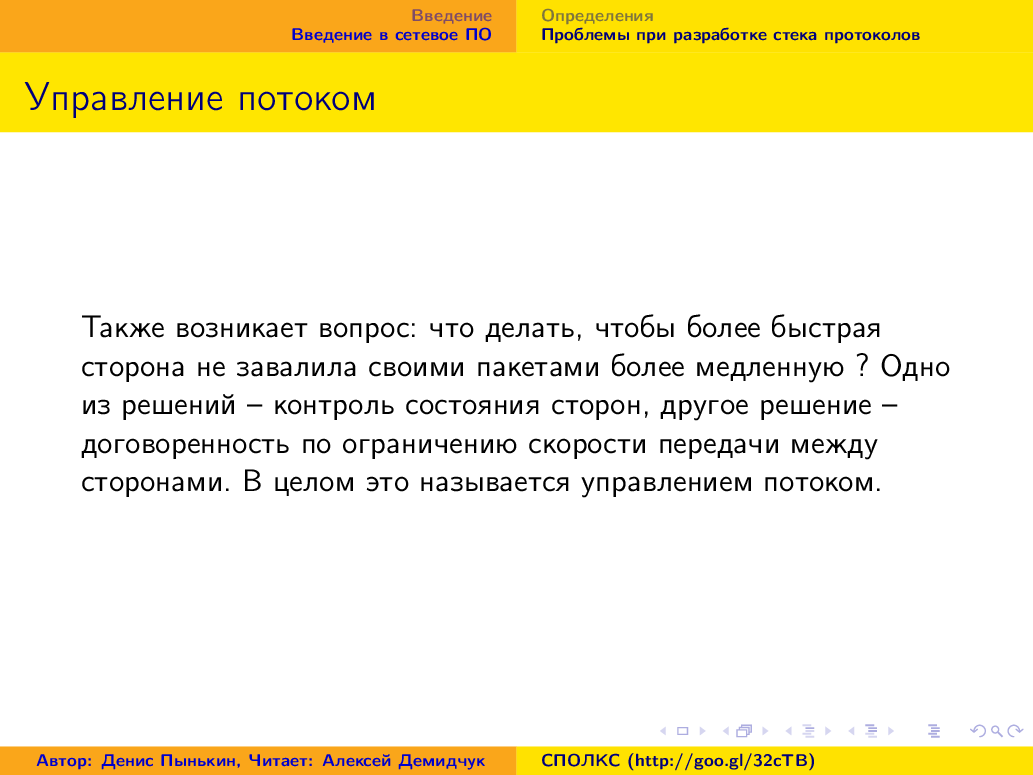 Введение
Введение в сетевое ПО
Определения
Проблемы при разработке стека протоколов
Управление потоком
Также возникает вопрос: что делать, чтобы более быстрая
сторона не завалила своими пакетами более медленную ? Одно
из решений – контроль состояния сторон, другое решение –
договоренность по ограничению скорости передачи между
сторонами. В целом это называется управлением потоком.
Автор: Денис Пынькин, Читает: Алексей Демидчук
СПОЛКС (http://goo.gl/32cTB)